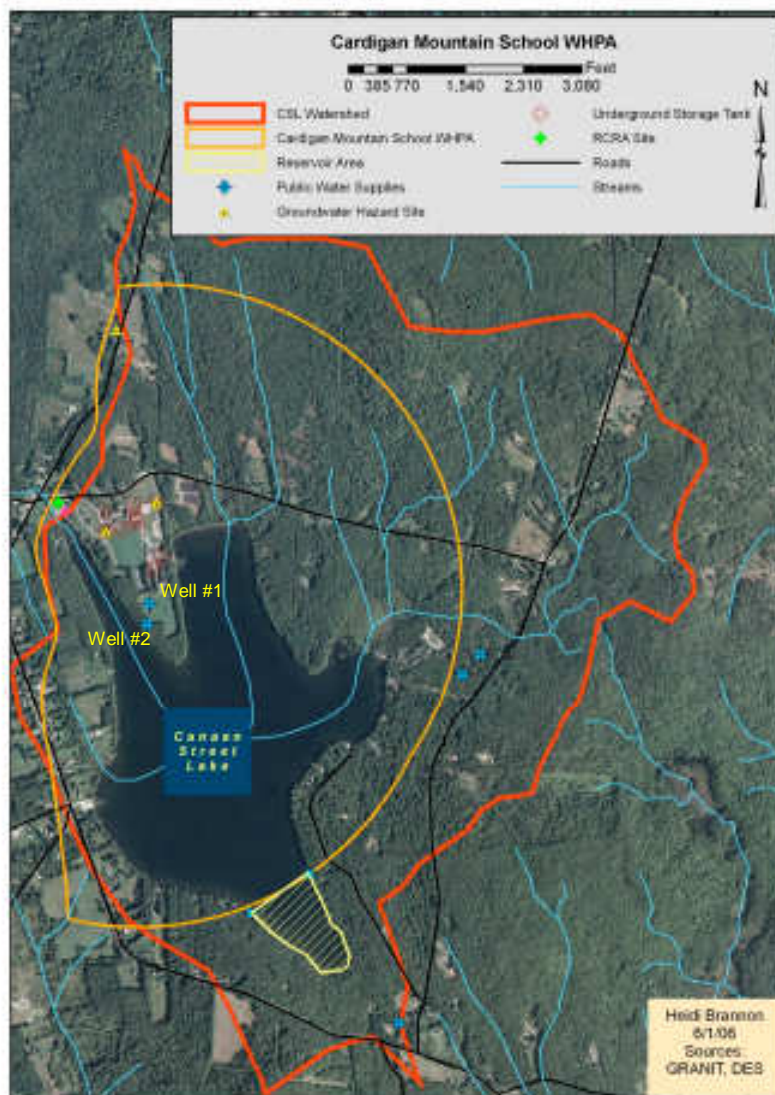 Cardigan Mountain School WHPA
Feet
0 385 770 1,540 2,310 3,080
N
CSL Watershed
Cardigan Mountain School WHPA
Reservoir Area
Public Water Supplies
Groundwater Hazard Site
Underground Storage Tank
RCRA Site
Roads
Streams
Well #1
Well #2
Canaan
Street
Lake
Heidi Brannon
6/1/06
Sources:
GRANIT, DES